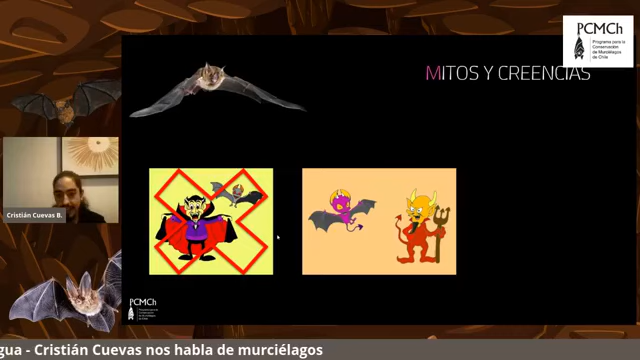 PCMCh
Programa para la
Conservación
de Murciélagos
de Chile
MITOS Y CREENCIAS
Cristián Cuevas B.
PCMCh
gua - Cristián Cuevas nos habla de murciélagos